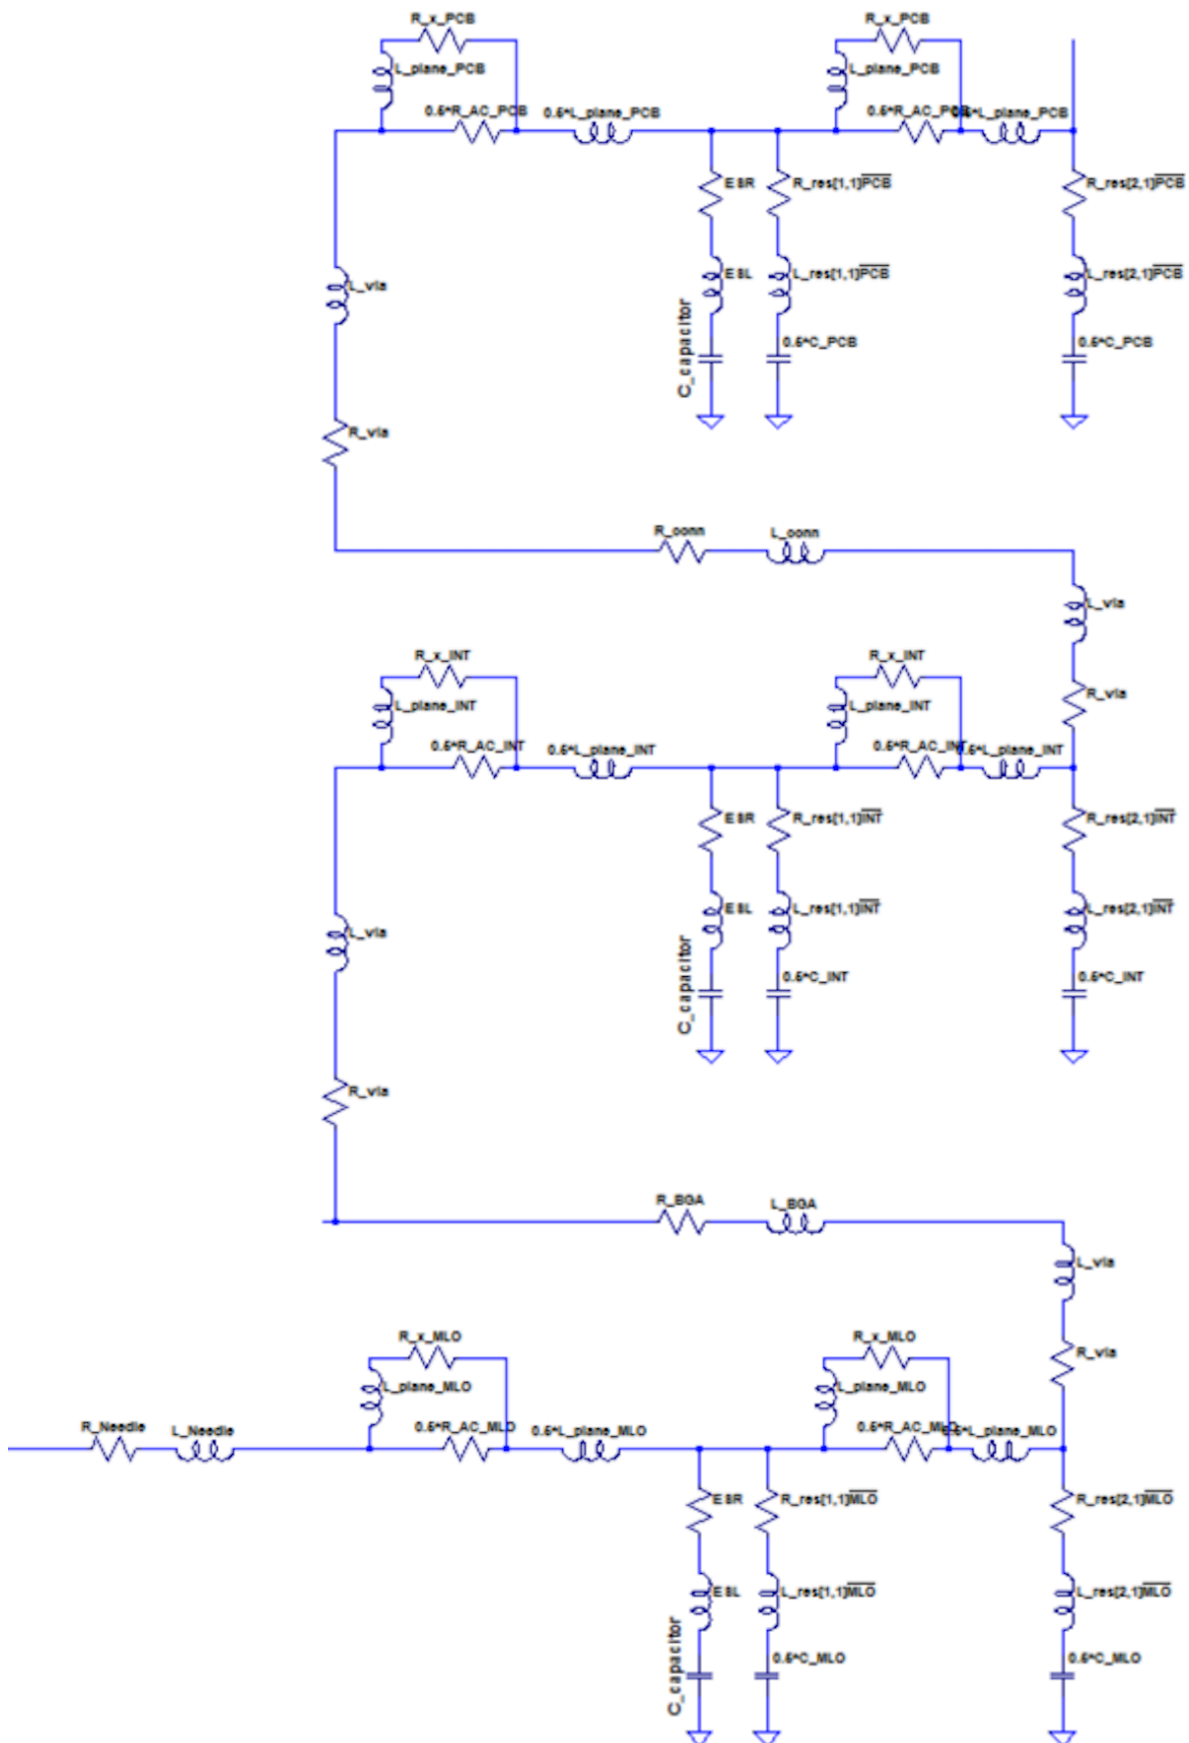 R_x_PCB
R_x_PCB
L_plane_PCB
L_plane_PCB
0.5*R_AC_PCB
0.5*L_plane_PCB
0.5*R_AC_PCB
0.5*L_plane_PCB
ESR
R_res[1,1]PCB
R_res[2,1]PCB
L_via
ESL
L_res[1,1]PCB
L_res[2,1]PCB
C_capacitor
0.5*C_PCB
0.5*C_PCB
R_via
R_conn
L_conn
L_via
R_x_INT
R_x_INT
R_via
L_plane_INT
L_plane_INT
0.5*R_AC_INT
0.5*L_plane_INT
0.5*R_AC_INT
0.5*L_plane_INT
ESR
R_res[1,1]INT
R_res[2,1]INT
L_via
ESL
L_res[1,1]INT
L_res[2,1]INT
C_capacitor
0.5*C_INT
0.5*C_INT
R_via
R_BGA
L_BGA
L_via
R_x_MLO
R_x_MLO
R_via
L_plane_MLO
L_plane_MLO
R_Needle
L_Needle
0.5*R_AC_MLO
0.5*L_plane_MLO
0.5*R_AC_MLO
0.5*L_plane_MLO
ESR
R_res[1,1]MLO
R_res[2,1]MLO
ESL
L_res[1,1]MLO
L_res[2,1]MLO
C_capacitor
0.5*C_MLO
0.5*C_MLO